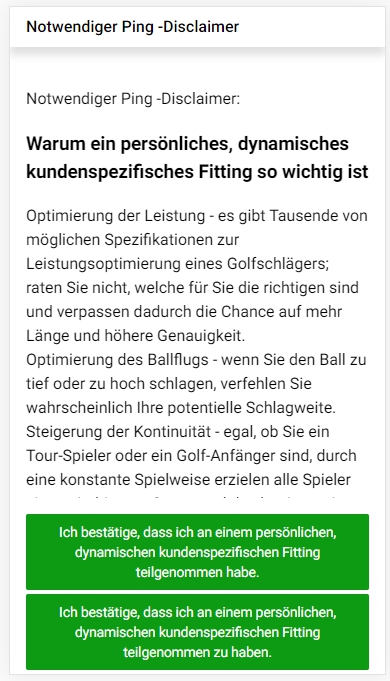 Notwendiger Ping -Disclaimer
Notwendiger Ping -Disclaimer:
Warum ein persönliches, dynamisches
kundenspezifisches Fitting so wichtig ist
Optimierung der Leistung - es gibt Tausende von
möglichen Spezifikationen zur
Leistungsoptimierung eines Golfschlägers;
raten Sie nicht, welche für Sie die richtigen sind
und verpassen dadurch die Chance auf mehr
Länge und höhere Genauigkeit.
Optimierung des Ballflugs - wenn Sie den Ball zu
tief oder zu hoch schlagen, verfehlen Sie
wahrscheinlich Ihre potentielle Schlagweite.
Steigerung der Kontinuität - egal, ob Sie ein
Tour-Spieler oder ein Golf-Anfänger sind, durch
eine konstante Spielweise erzielen alle Spieler
Ich bestätige, dass ich an einem persönlichen,
dynamischen kundenspezifischen Fitting
teilgenommen habe.
Ich bestätige, dass ich an einem persönlichen,
dynamischen kundenspezifischen Fitting
teilgenommen zu haben.